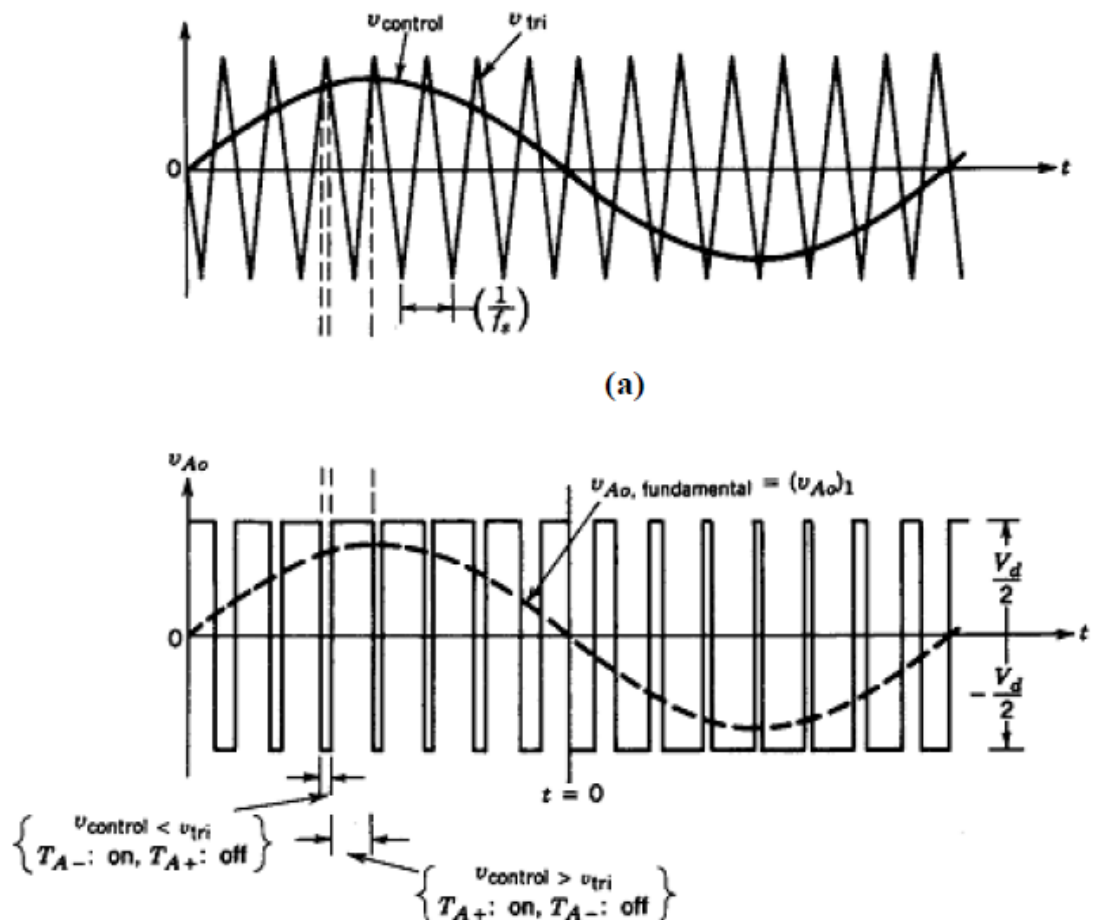 v_control v_tri
0
t
(1/f_s)
(a)
v_Ao
v_Ao, fundamental = (v_Ao)_1
V_d/2
0
t
- V_d/2
t = 0
{ v_control < v_tri
T_A-: on, T_A+: off }
{ v_control > v_tri
T_A+: on, T_A-: off }